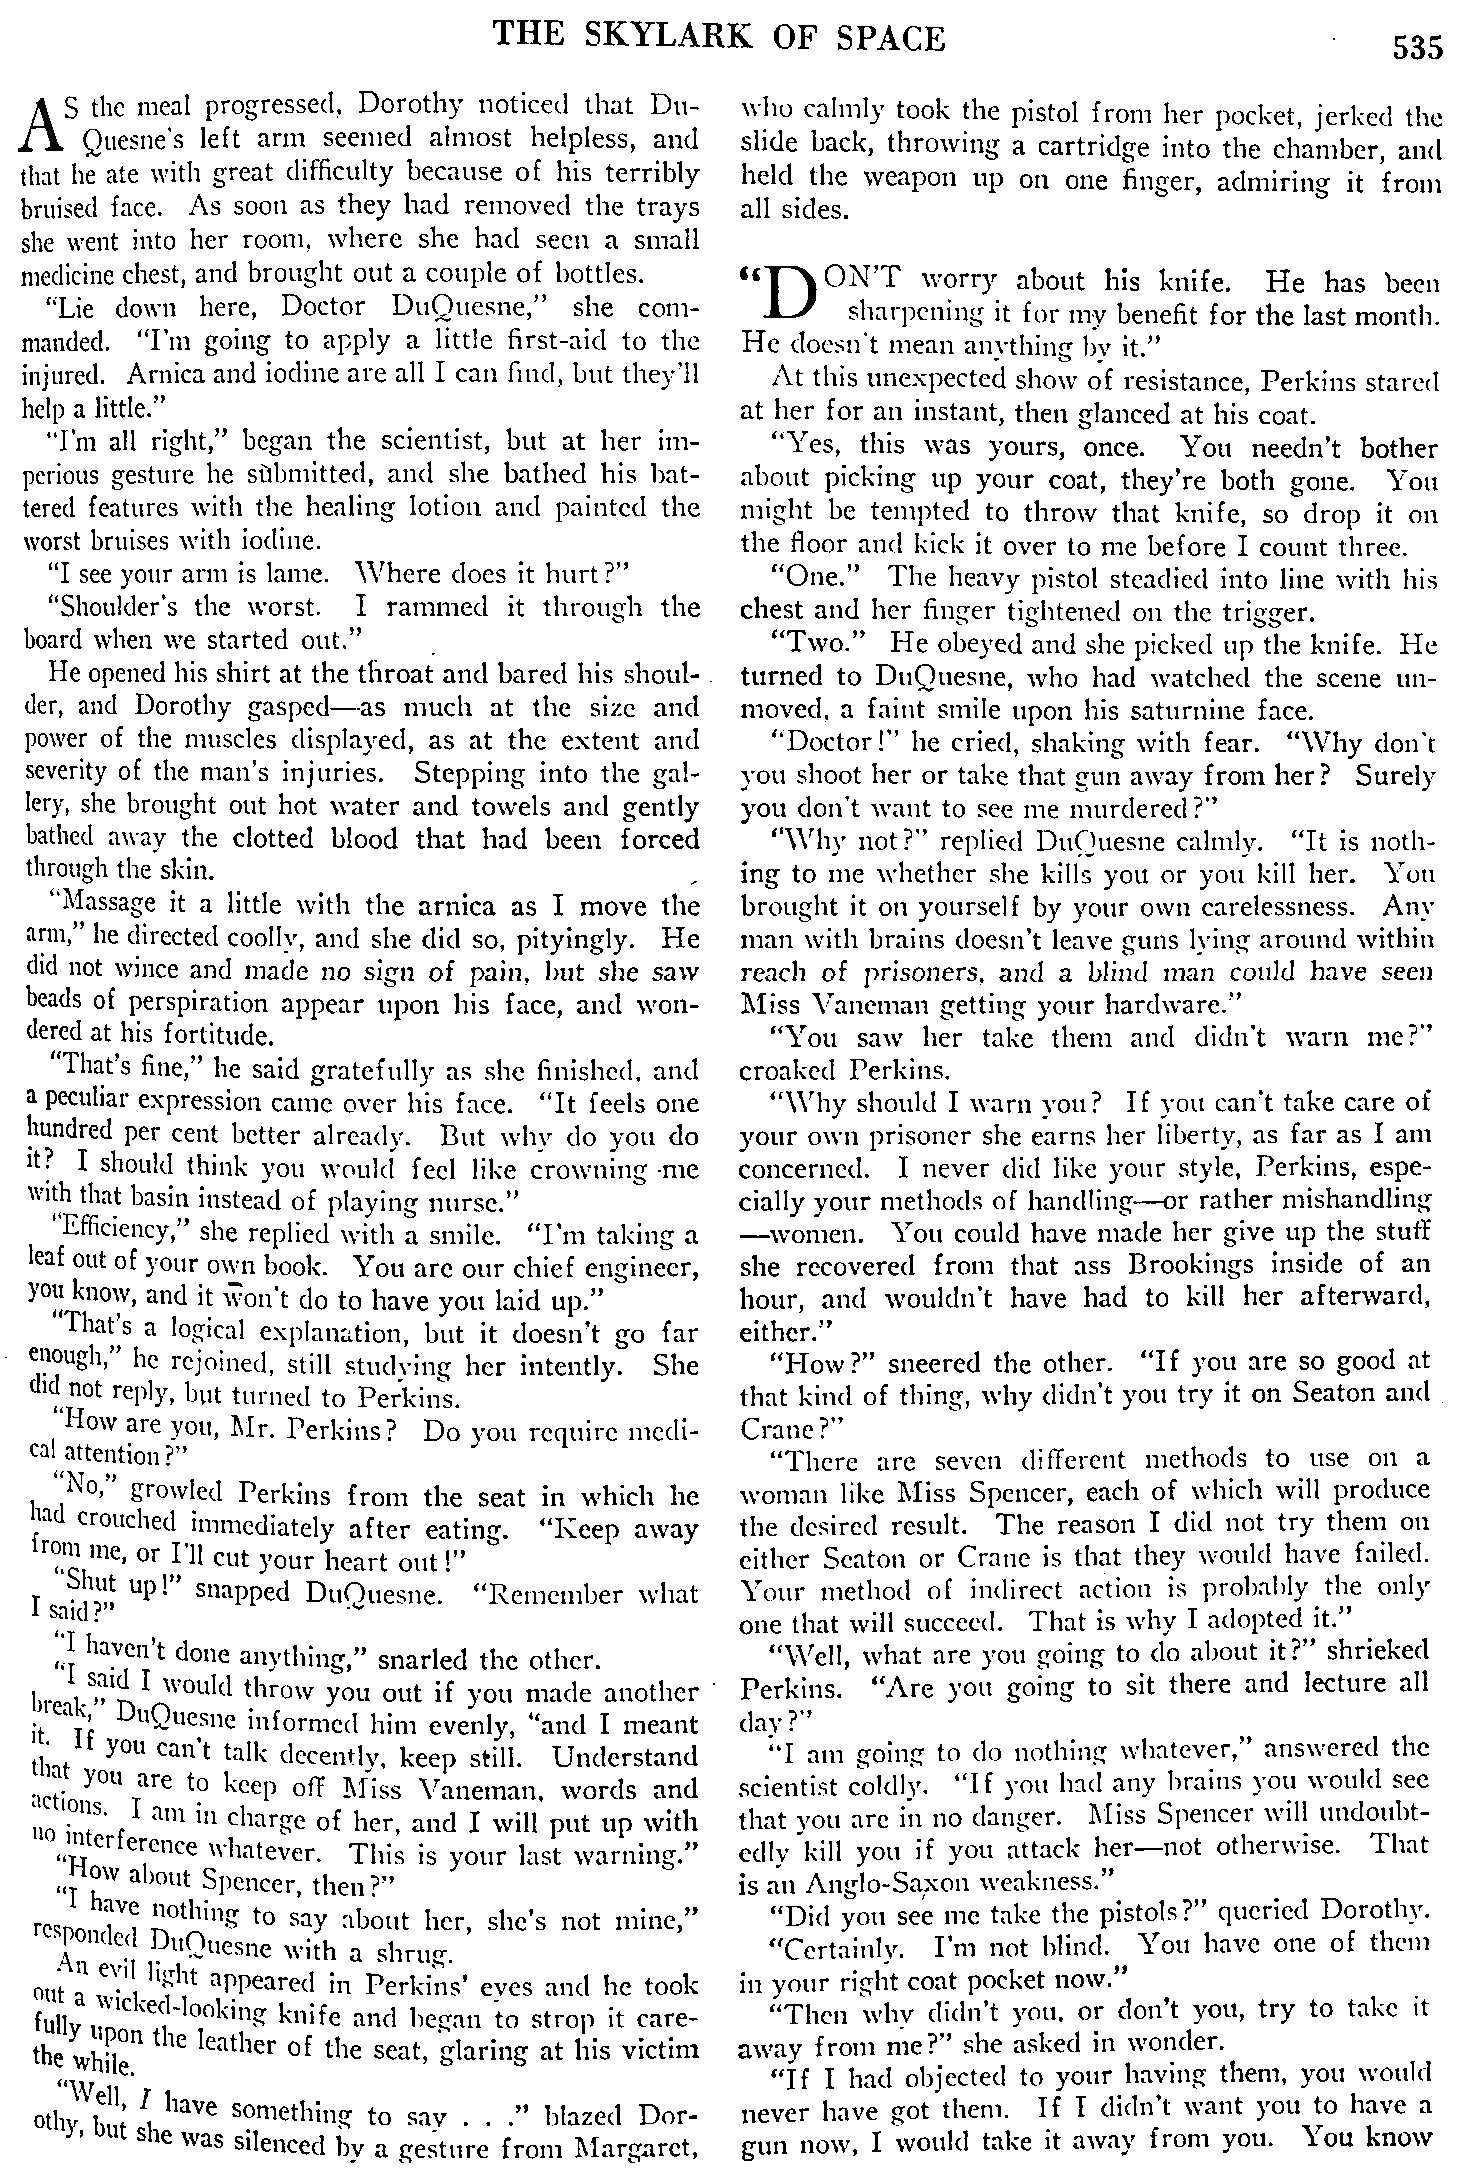 THE SKYLARK OF SPACE
535
AS the meal progressed, Dorothy noticed that Du-
Quesne's left arm seemed almost helpless, and
that he ate with great difficulty because of his terribly
bruised face. As soon as they had removed the trays
she went into her room, where she had seen a small
medicine chest, and brought out a couple of bottles.
"Lie down here, Doctor DuQuesne," she com-
manded. "I'm going to apply a little first-aid to the
injured. Arnica and iodine are all I can find, but they'll
help a little."
"I'm all right," began the scientist, but at her im-
perious gesture he submitted, and she bathed his bat-
tered features with the healing lotion and painted the
worst bruises with iodine.
"I see your arm is lame. Where does it hurt?"
"Shoulder's the worst. I rammed it through the
board when we started out."
He opened his shirt at the throat and bared his shoul-
der, and Dorothy gasped—as much at the size and
power of the muscles displayed, as at the extent and
severity of the man's injuries. Stepping into the gal-
lery, she brought out hot water and towels and gently
bathed away the clotted blood that had been forced
through the skin.
"Massage it a little with the arnica as I move the
arm," he directed coolly, and she did so, pityingly. He
did not wince and made no sign of pain, but she saw
beads of perspiration appear upon his face, and won-
dered at his fortitude.
"That's fine," he said gratefully as she finished, and
a peculiar expression came over his face. "It feels one
hundred per cent better already. But why do you do
it? I should think you would feel like crowning me
with that basin instead of playing nurse."
"Efficiency," she replied with a smile. "I'm taking a
leaf out of your own book. You are our chief engineer,
you know, and it won't do to have you laid up."
"That's a logical explanation, but it doesn't go far
enough," he rejoined, still studying her intently. She
did not reply, but turned to Perkins.
"How are you, Mr. Perkins? Do you require medi-
cal attention?"
"No," growled Perkins from the seat in which he
had crouched immediately after eating. "Keep away
from me, or I'll cut your heart out!"
"Shut up!" snapped DuQuesne. "Remember what
I said?"
"I haven't done anything," snarled the other.
"I said I would throw you out if you made another
break," DuQuesne informed him evenly, "and I meant
it. If you can't talk decently, keep still. Understand
that you are to keep off Miss Vaneman, words and
actions. I am in charge of her, and I will put up with
no interference whatever. This is your last warning."
"How about Spencer, then?"
"I have nothing to say about her, she's not mine,"
responded DuQuesne with a shrug.
An evil light appeared in Perkins' eyes and he took
out a wicked-looking knife and began to strop it care-
fully upon the leather of the seat, glaring at his victim
the while.
"Well, I have something to say . . ." blazed Dor-
othy, but she was silenced by a gesture from Margaret,
who calmly took the pistol from her pocket, jerked the
slide back, throwing a cartridge into the chamber, and
held the weapon up on one finger, admiring it from
all sides.
"DON'T worry about his knife. He has been
sharpening it for my benefit for the last month.
He doesn't mean anything by it."
At this unexpected show of resistance, Perkins stared
at her for an instant, then glanced at his coat.
"Yes, this was yours, once. You needn't bother
about picking up your coat, they're both gone. You
might be tempted to throw that knife, so drop it on
the floor and kick it over to me before I count three.
"One." The heavy pistol steadied into line with his
chest and her finger tightened on the trigger.
"Two." He obeyed and she picked up the knife. He
turned to DuQuesne, who had watched the scene un-
moved, a faint smile upon his saturnine face.
"Doctor!" he cried, shaking with fear. "Why don't
you shoot her or take that gun away from her? Surely
you don't want to see me murdered?"
"Why not?" replied DuQuesne calmly. "It is noth-
ing to me whether she kills you or you kill her. You
brought it on yourself by your own carelessness. Any
man with brains doesn't leave guns lying around within
reach of prisoners, and a blind man could have seen
Miss Vaneman getting your hardware."
"You saw her take them and didn't warn me?"
croaked Perkins.
"Why should I warn you? If you can't take care of
your own prisoner she earns her liberty, as far as I am
concerned. I never did like your style, Perkins, espe-
cially your methods of handling—or rather mishandling
—women. You could have made her give up the stuff
she recovered from that ass Brookings inside of an
hour, and wouldn't have had to kill her afterward,
either."
"How?" sneered the other. "If you are so good at
that kind of thing, why didn't you try it on Seaton and
Crane?"
"There are seven different methods to use on a
woman like Miss Spencer, each of which will produce
the desired result. The reason I did not try them on
either Seaton or Crane is that they would have failed.
Your method of indirect action is probably the only
one that will succeed. That is why I adopted it."
"Well, what are you going to do about it?" shrieked
Perkins. "Are you going to sit there and lecture all
day?"
"I am going to do nothing whatever," answered the
scientist coldly. "If you had any brains you would see
that you are in no danger. Miss Spencer will undoubt-
edly kill you if you attack her—not otherwise. That
is an Anglo-Saxon weakness."
"Did you see me take the pistols?" queried Dorothy.
"Certainly. I'm not blind. You have one of them
in your right coat pocket now."
"Then why didn't you, or don't you, try to take it
away from me?" she asked in wonder.
"If I had objected to your having them, you would
never have got them. If I didn't want you to have a
gun now, I would take it away from you. You know